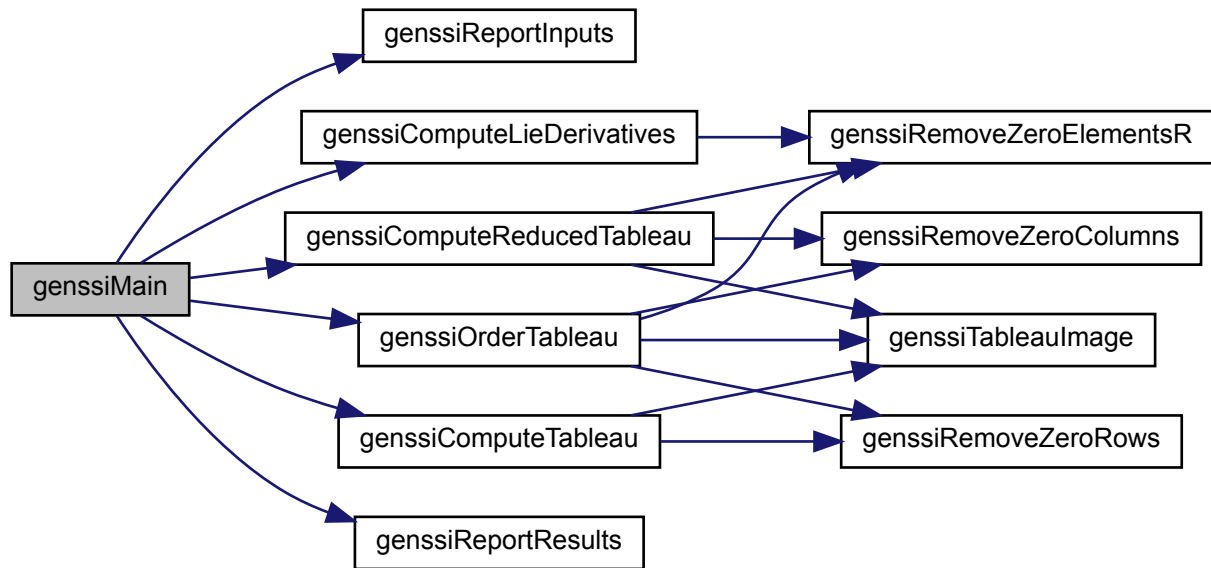 genssiReportInputs
genssiComputeLieDerivatives
genssiRemoveZeroElementsR
genssiComputeReducedTableau
genssiRemoveZeroColumns
genssiMain
genssiOrderTableau
genssiTableauImage
genssiComputeTableau
genssiRemoveZeroRows
genssiReportResults